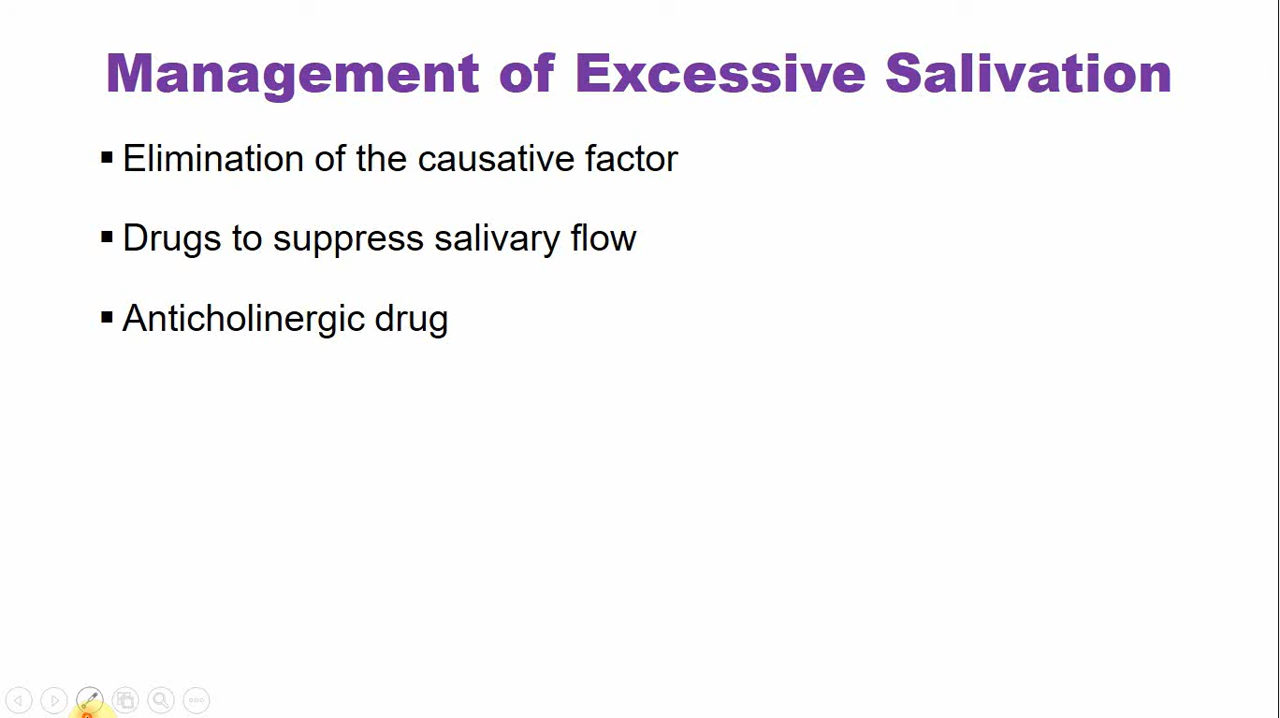 Management of Excessive Salivation
▪ Elimination of the causative factor
▪ Drugs to suppress salivary flow
▪ Anticholinergic drug